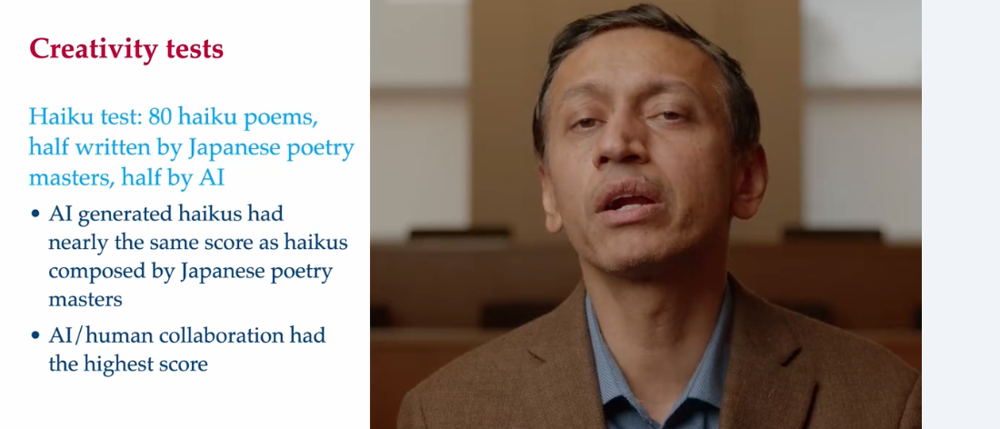 Creativity tests
Haiku test: 80 haiku poems,
half written by Japanese poetry
masters, half by AI
• AI generated haikus had
nearly the same score as haikus
composed by Japanese poetry
masters
• AI/human collaboration had
the highest score